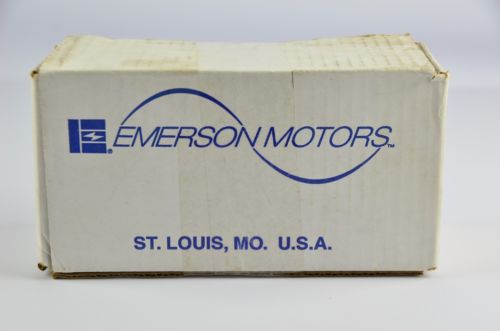 EMERSON MOTORS™
®
ST. LOUIS, MO. U.S.A.